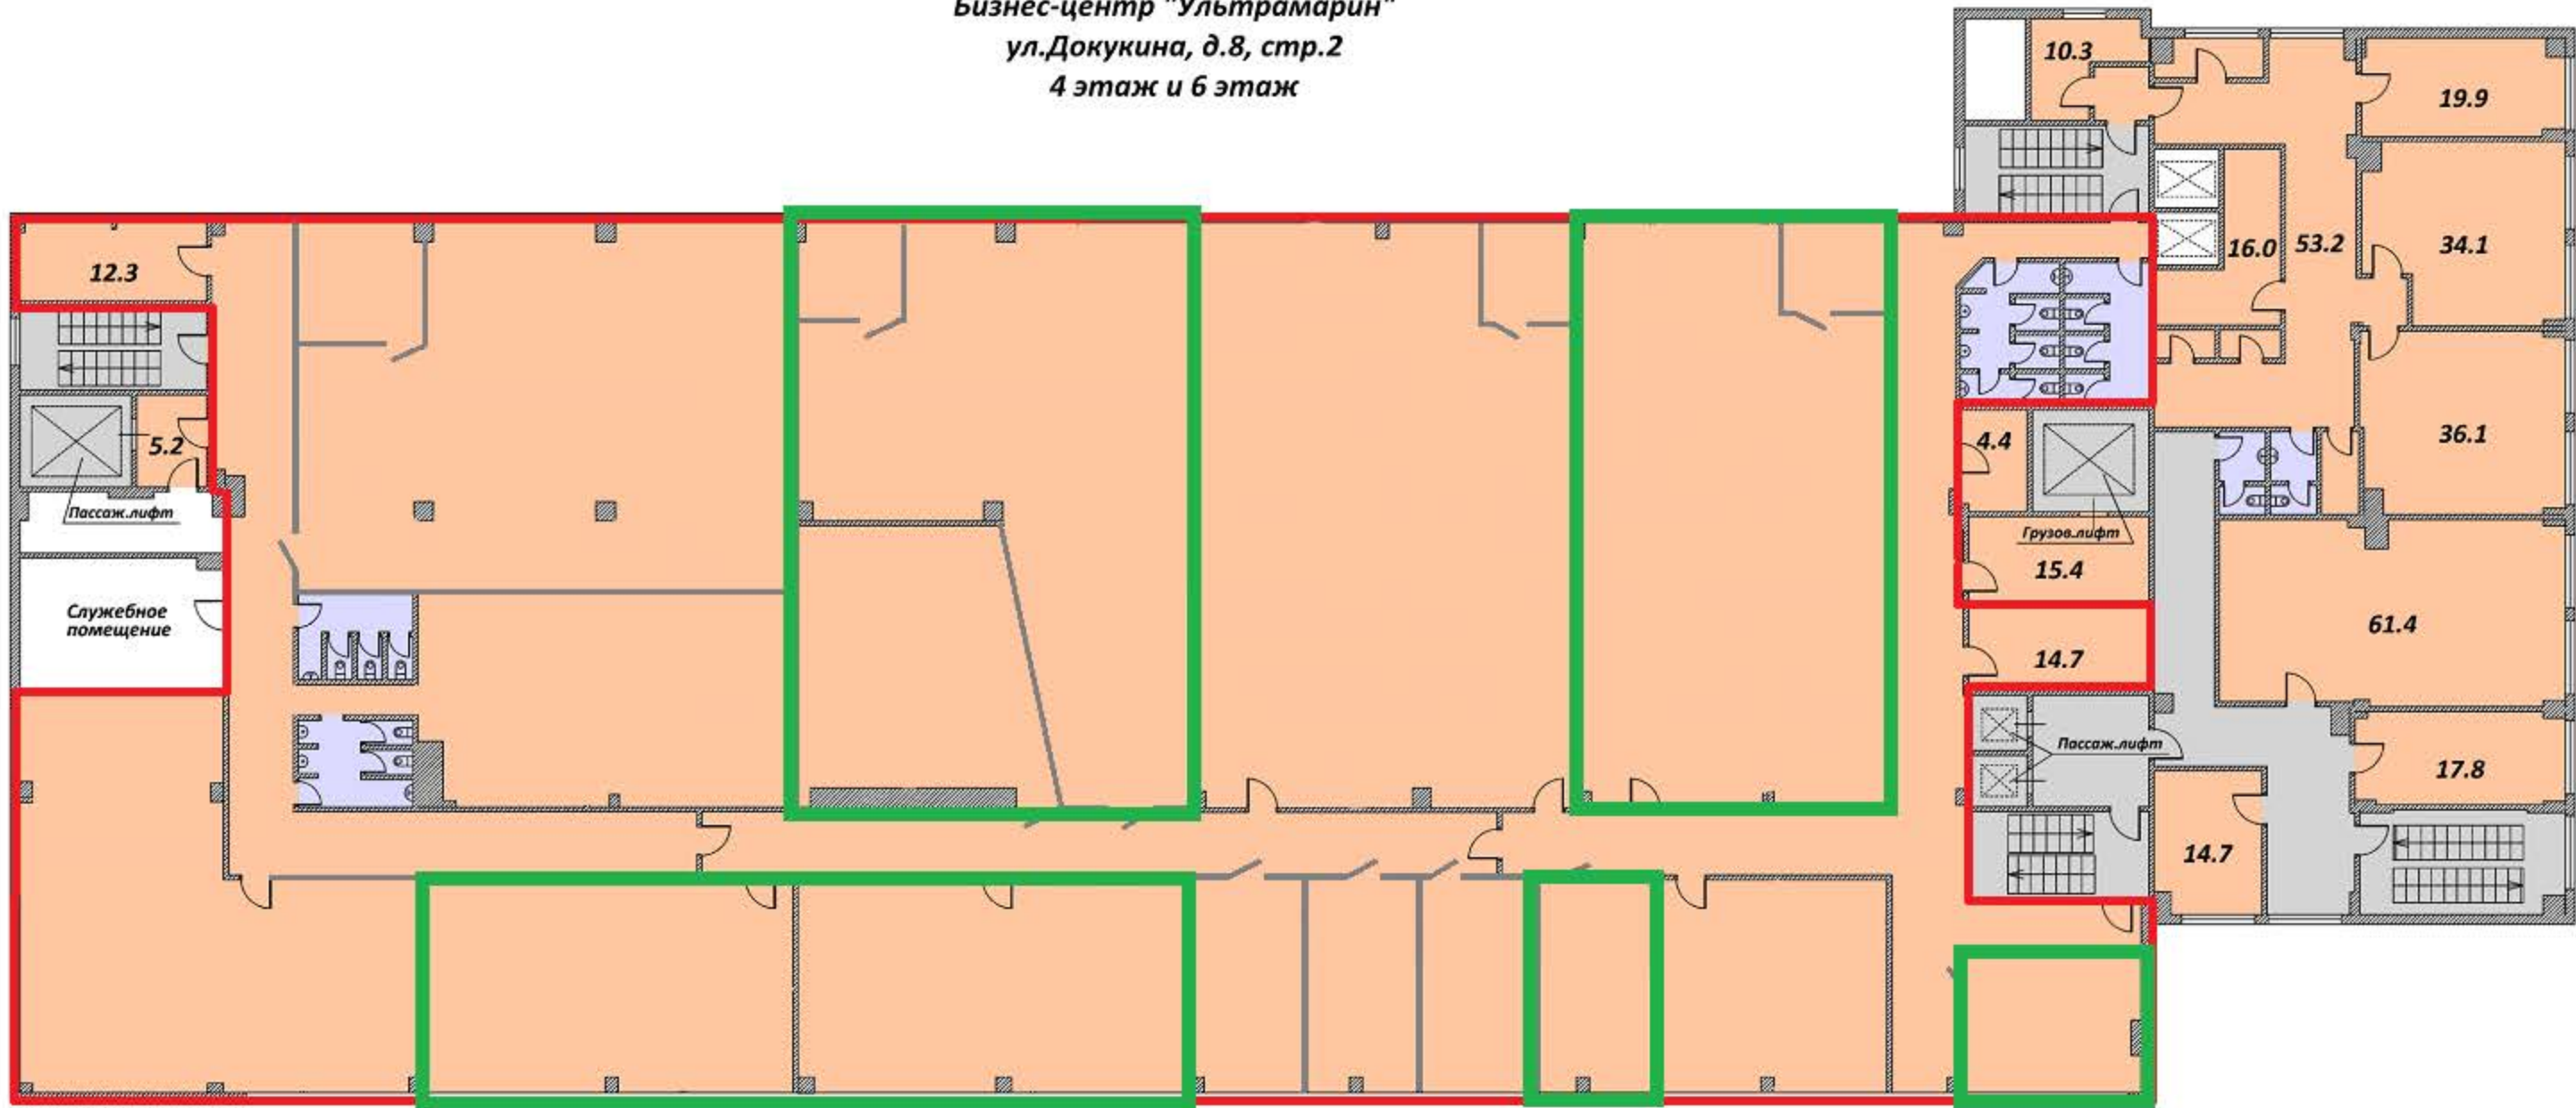 Бизнес-центр "Ультрамарин"
ул.Докукина, д.8, стр.2
4 этаж и 6 этаж
10.3
19.9
12.3
16.0
53.2
34.1
5.2
4.4
36.1
Пассаж.лифт
Грузов.лифт
15.4
Служебное
помещение
61.4
14.7
Пассаж.лифт
17.8
14.7